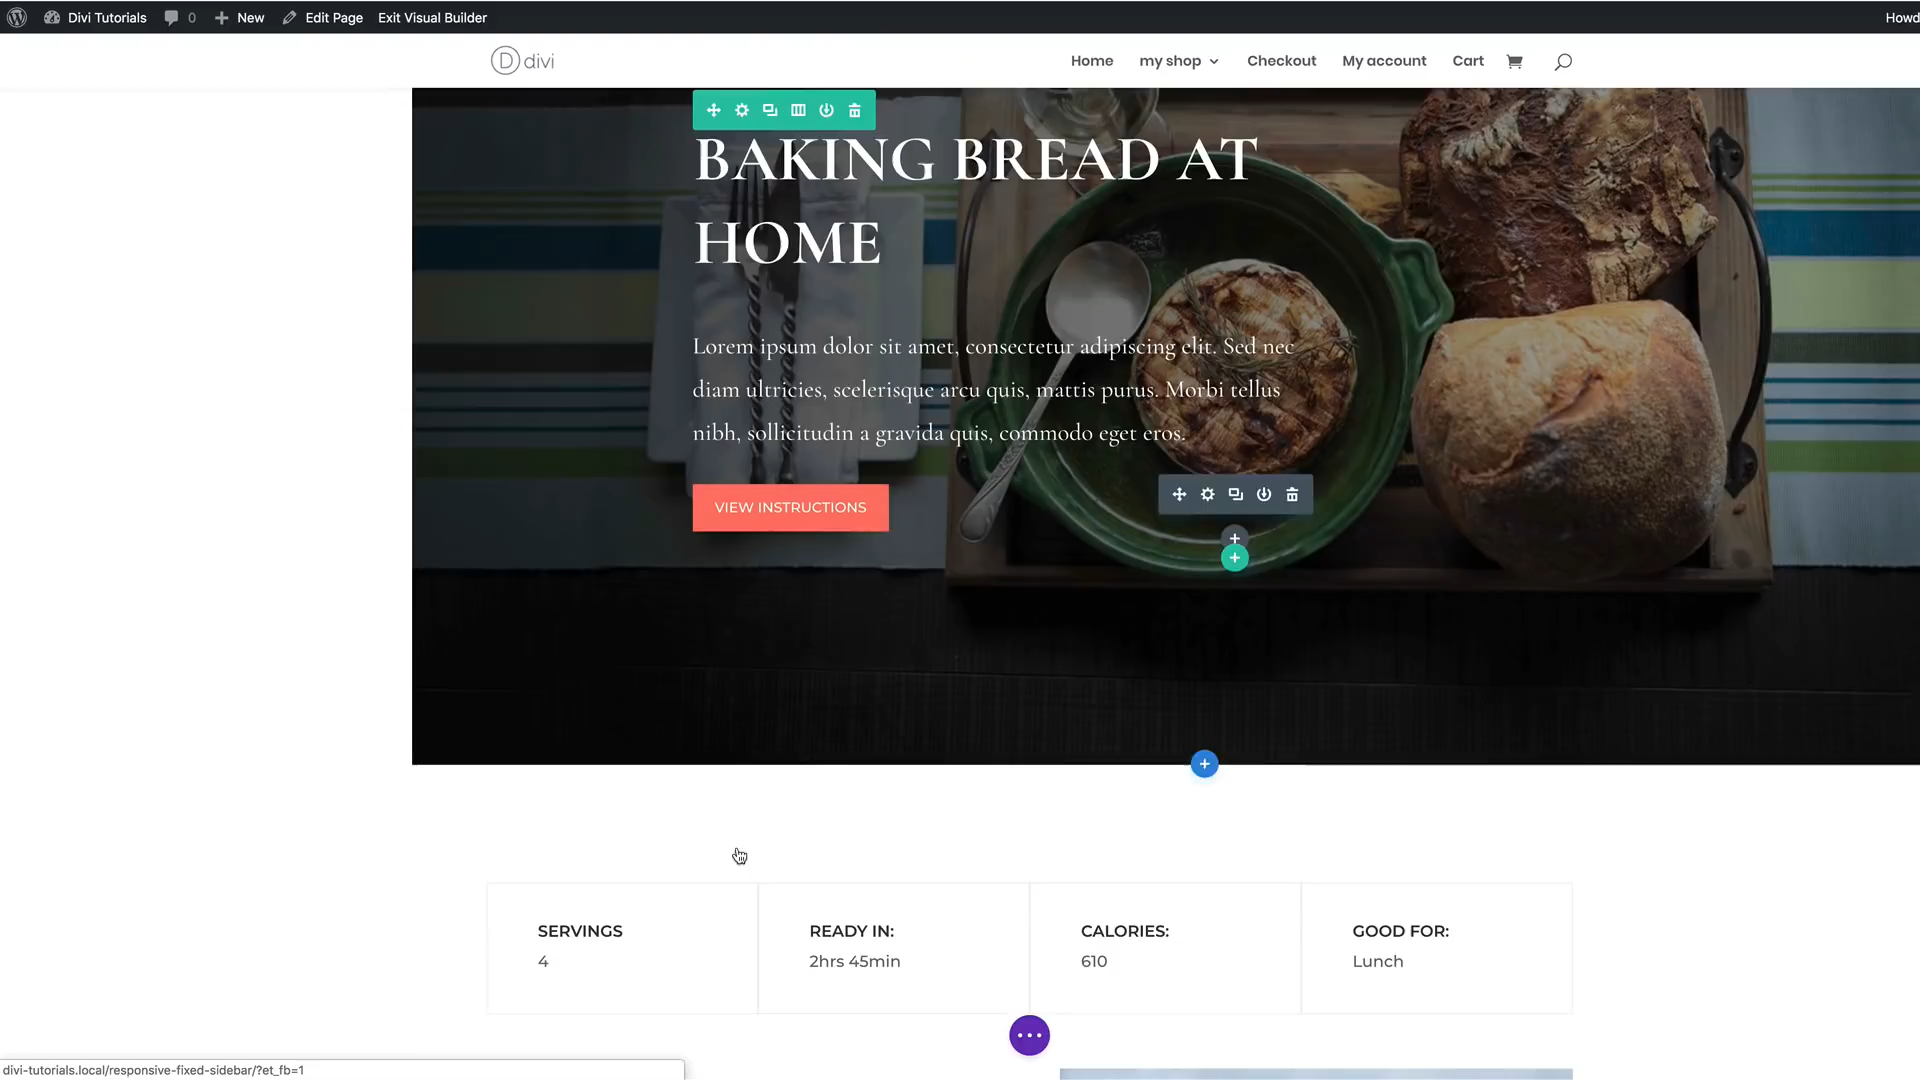 Divi Tutorials
0
New
Edit Page
Exit Visual Builder
Howd
D divi
Home
my shop
Checkout
My account
Cart
BAKING BREAD AT
HOME
Lorem ipsum dolor sit amet, consectetur adipiscing elit. Sed nec
diam ultricies, scelerisque arcu quis, mattis purus. Morbi tellus
nibh, sollicitudin a gravida quis, commodo eget eros.
VIEW INSTRUCTIONS
SERVINGS
4
READY IN:
2hrs 45min
CALORIES:
610
GOOD FOR:
Lunch
divi-tutorials.local/responsive-fixed-sidebar/?et_fb=1